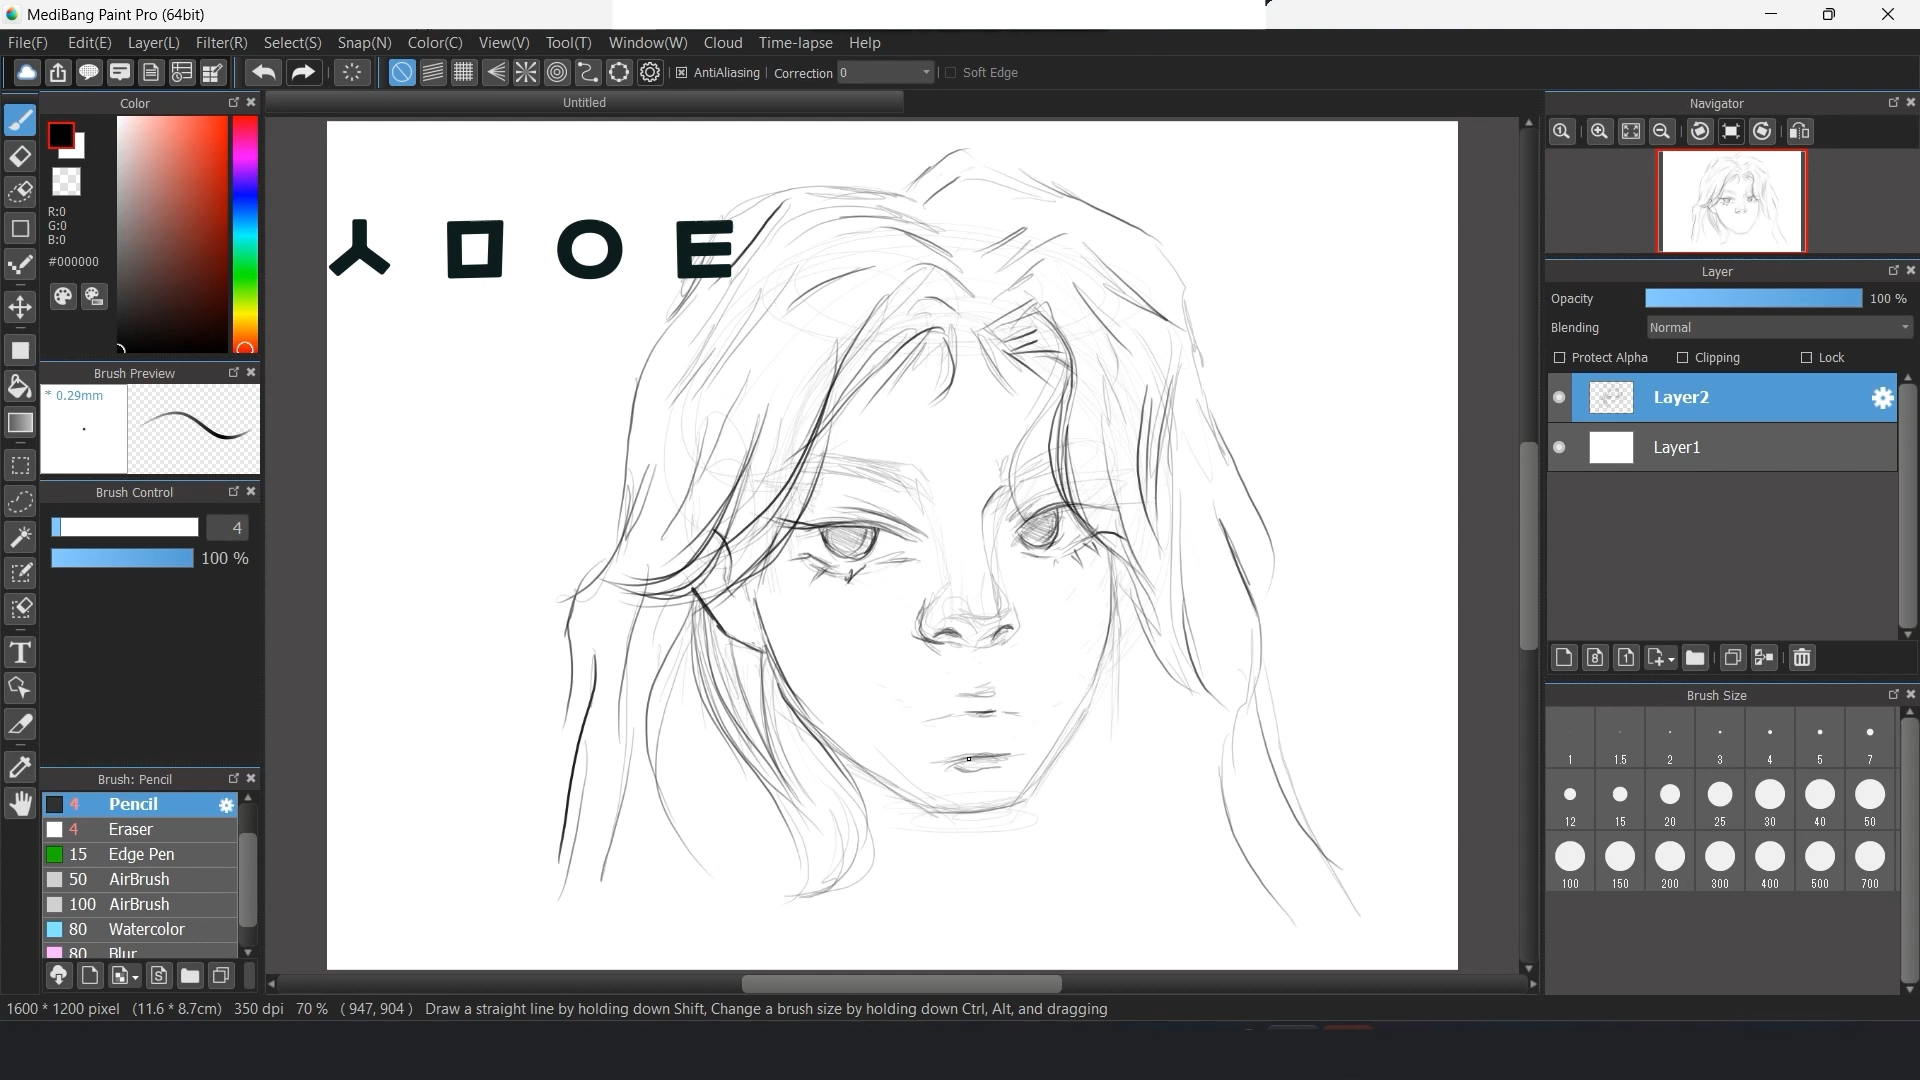 MediBang Paint Pro (64bit)
File(F) Edit(E) Layer(L) Filter(R) Select(S) Snap(N) Color(C) View(V) Tool(T) Window(W) Cloud Time-lapse Help
AntiAliasing Correction 0 Soft Edge
Color
Untitled
Navigator
R:0
G:0
B:0
#000000
ㅅㅁㅇㅌ
Layer
Opacity 100 %
Blending Normal
Protect Alpha Clipping Lock
Brush Preview
* 0.29mm
Layer2
Layer1
Brush Control
4
100 %
Brush Size
1 1.5 2 3 4 5 7
12 15 20 25 30 40 50
100 150 200 300 400 500 700
Brush: Pencil
4 Pencil
4 Eraser
15 Edge Pen
50 AirBrush
100 AirBrush
80 Watercolor
80 Blur
1600 * 1200 pixel (11.6 * 8.7cm) 350 dpi 70 % ( 947, 904 ) Draw a straight line by holding down Shift, Change a brush size by holding down Ctrl, Alt, and dragging